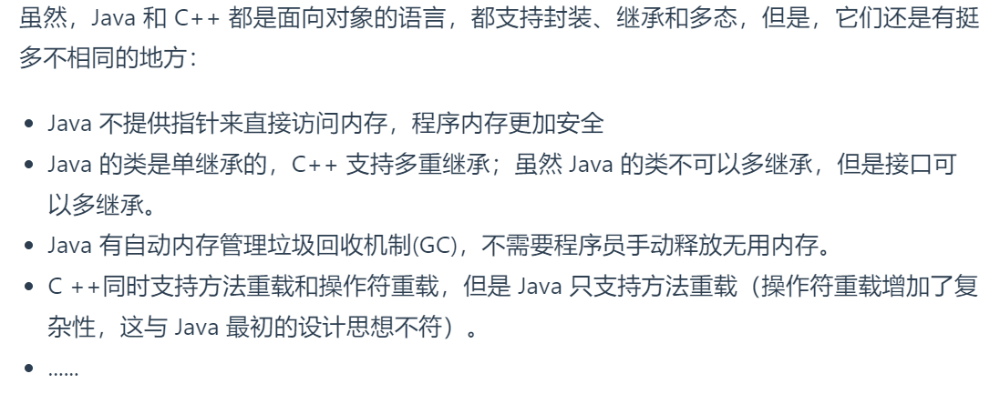 虽然，Java 和 C++ 都是面向对象的语言，都支持封装、继承和多态，但是，它们还是有挺
多不相同的地方：
• Java 不提供指针来直接访问内存，程序内存更加安全
• Java 的类是单继承的，C++ 支持多重继承；虽然 Java 的类不可以多继承，但是接口可
以多继承。
• Java 有自动内存管理垃圾回收机制(GC)，不需要程序员手动释放无用内存。
• C ++同时支持方法重载和操作符重载，但是 Java 只支持方法重载（操作符重载增加了复
杂性，这与 Java 最初的设计思想不符）。
• ......